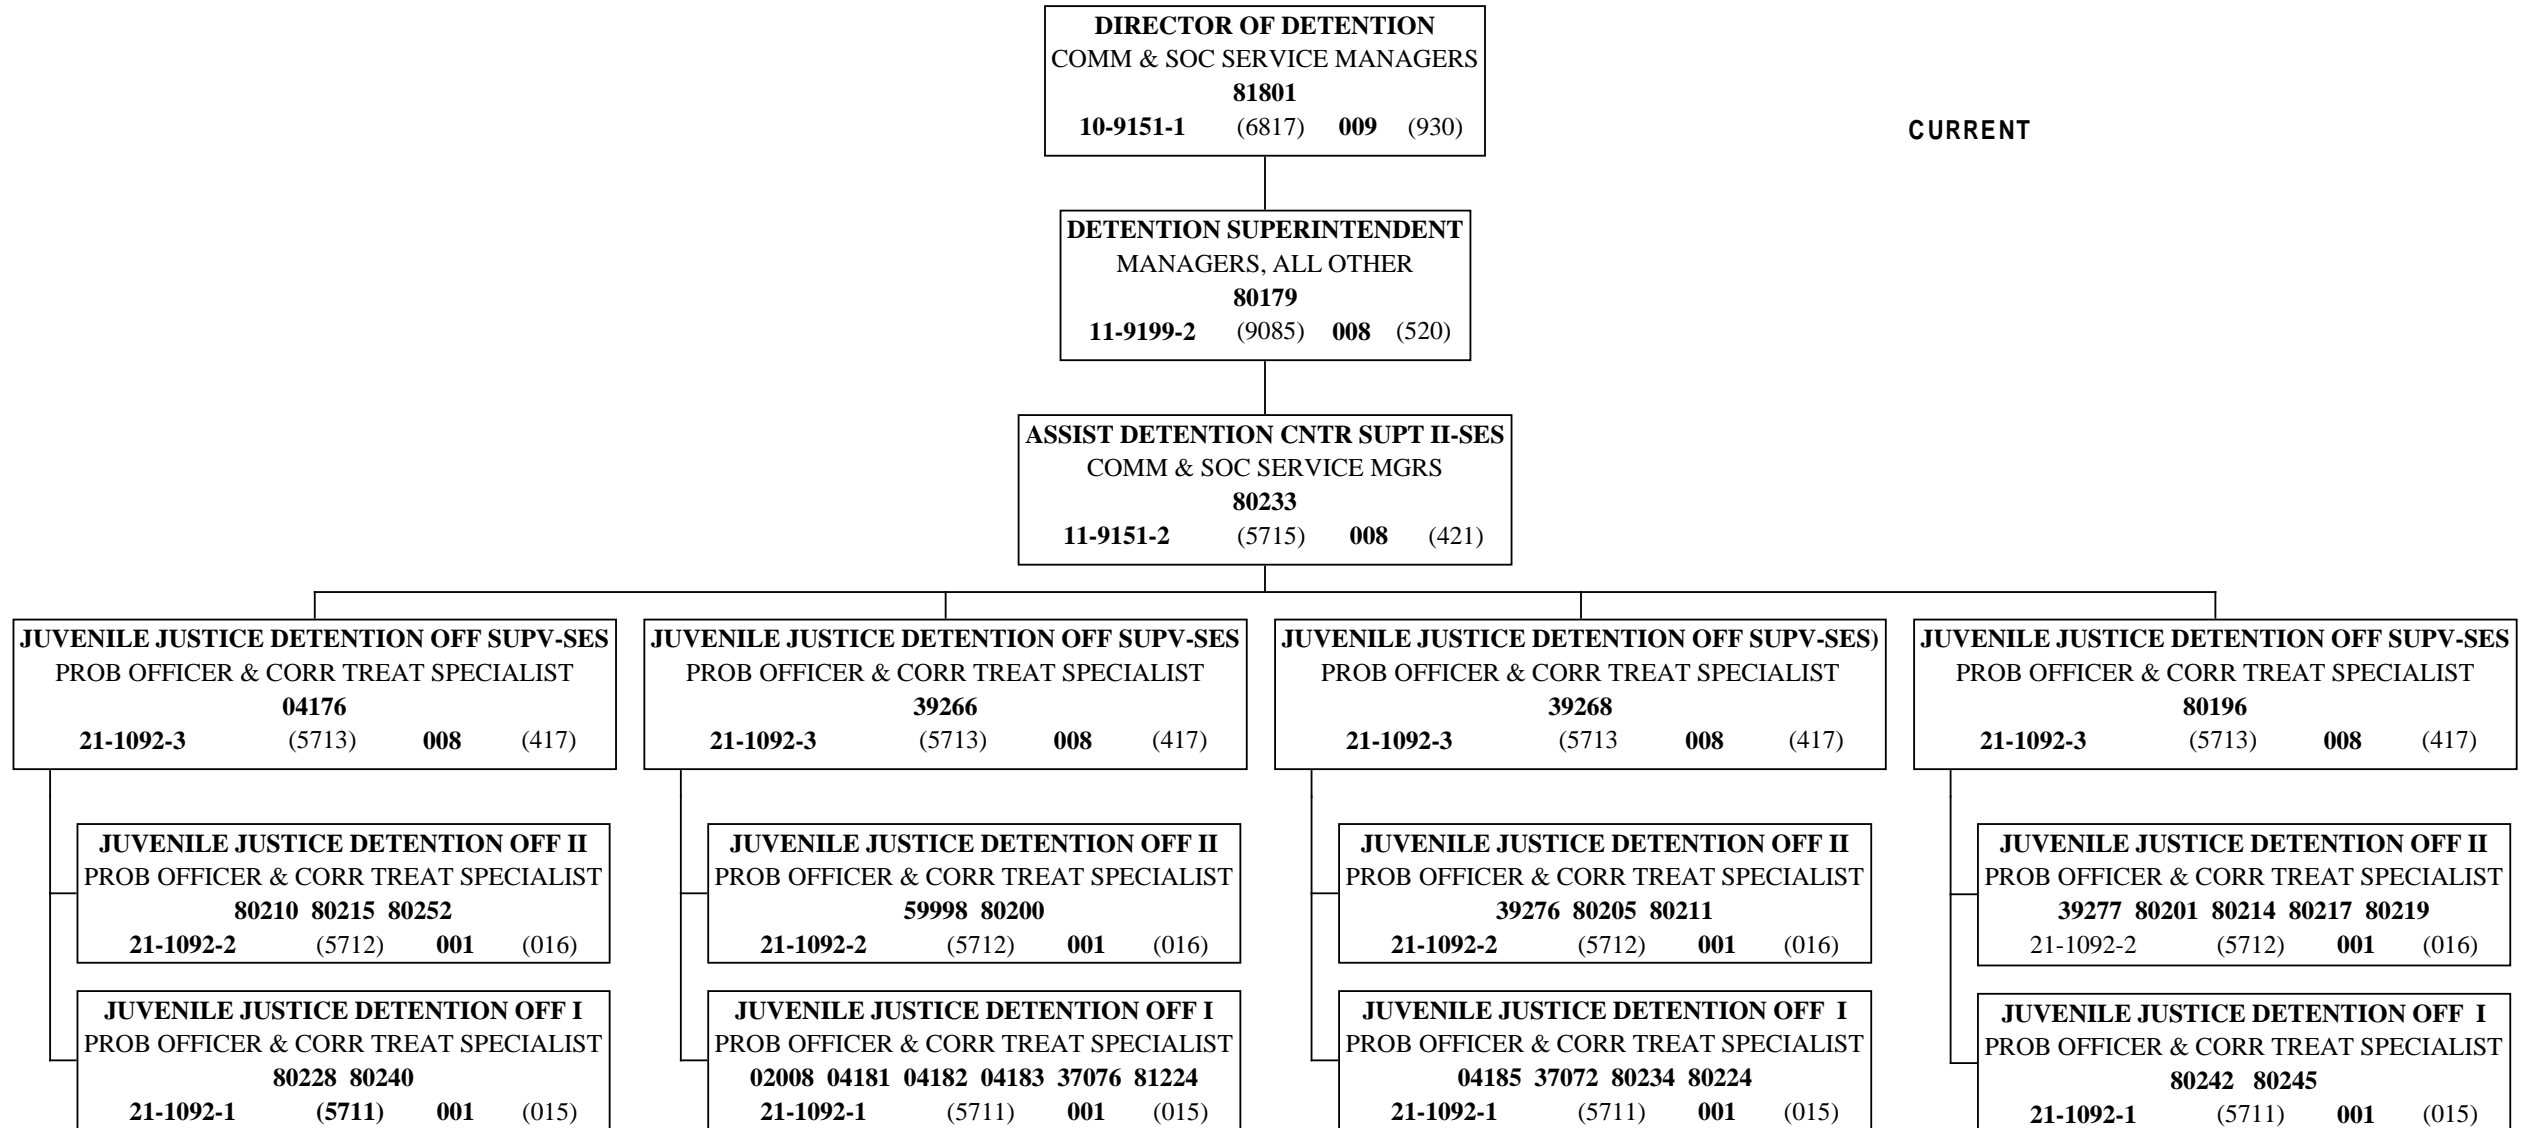 DIRECTOR OF DETENTION
COMM & SOC SERVICE MANAGERS
81801
10-9151-1 (6817) 009 (930)
CURRENT
DETENTION SUPERINTENDENT
MANAGERS, ALL OTHER
80179
11-9199-2 (9085) 008 (520)
ASSIST DETENTION CNTR SUPT II-SES
COMM & SOC SERVICE MGRS
80233
11-9151-2 (5715) 008 (421)
JUVENILE JUSTICE DETENTION OFF SUPV-SES
PROB OFFICER & CORR TREAT SPECIALIST
04176
21-1092-3 (5713) 008 (417)
JUVENILE JUSTICE DETENTION OFF II
PROB OFFICER & CORR TREAT SPECIALIST
80210 80215 80252
21-1092-2 (5712) 001 (016)
JUVENILE JUSTICE DETENTION OFF I
PROB OFFICER & CORR TREAT SPECIALIST
80228 80240
21-1092-1 (5711) 001 (015)
JUVENILE JUSTICE DETENTION OFF SUPV-SES
PROB OFFICER & CORR TREAT SPECIALIST
39266
21-1092-3 (5713) 008 (417)
JUVENILE JUSTICE DETENTION OFF II
PROB OFFICER & CORR TREAT SPECIALIST
59998 80200
21-1092-2 (5712) 001 (016)
JUVENILE JUSTICE DETENTION OFF I
PROB OFFICER & CORR TREAT SPECIALIST
02008 04181 04182 04183 37076 81224
21-1092-1 (5711) 001 (015)
JUVENILE JUSTICE DETENTION OFF SUPV-SES)
PROB OFFICER & CORR TREAT SPECIALIST
39268
21-1092-3 (5713 008 (417)
JUVENILE JUSTICE DETENTION OFF II
PROB OFFICER & CORR TREAT SPECIALIST
39276 80205 80211
21-1092-2 (5712) 001 (016)
JUVENILE JUSTICE DETENTION OFF I
PROB OFFICER & CORR TREAT SPECIALIST
04185 37072 80234 80224
21-1092-1 (5711) 001 (015)
JUVENILE JUSTICE DETENTION OFF SUPV-SES
PROB OFFICER & CORR TREAT SPECIALIST
80196
21-1092-3 (5713) 008 (417)
JUVENILE JUSTICE DETENTION OFF II
PROB OFFICER & CORR TREAT SPECIALIST
39277 80201 80214 80217 80219
21-1092-2 (5712) 001 (016)
JUVENILE JUSTICE DETENTION OFF I
PROB OFFICER & CORR TREAT SPECIALIST
80242 80245
21-1092-1 (5711) 001 (015)